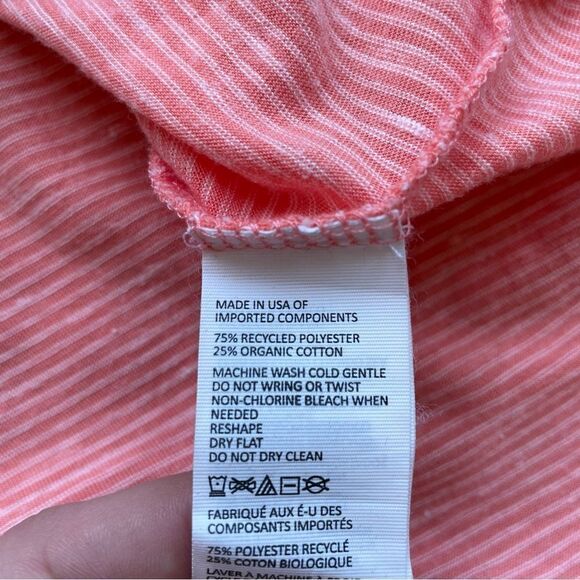 MADE IN USA OF
IMPORTED COMPONENTS
75% RECYCLED POLYESTER
25% ORGANIC COTTON
MACHINE WASH COLD GENTLE
DO NOT WRING OR TWIST
NON-CHLORINE BLEACH WHEN
NEEDED
RESHAPE
DRY FLAT
DO NOT DRY CLEAN
FABRIQUÉ AUX É-U DES
COMPOSANTS IMPORTÉS
75% POLYESTER RECYCLÉ
25% COTON BIOLOGIQUE
LAVER À MACHINE À